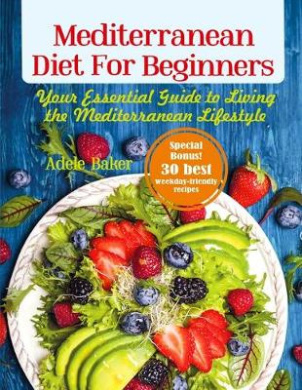 Mediterranean
Diet For Beginners
Your Essential Guide to Living
the Mediterranean Lifestyle
Adele Baker
Special
Bonus!
30 best
weekday-friendly
recipes